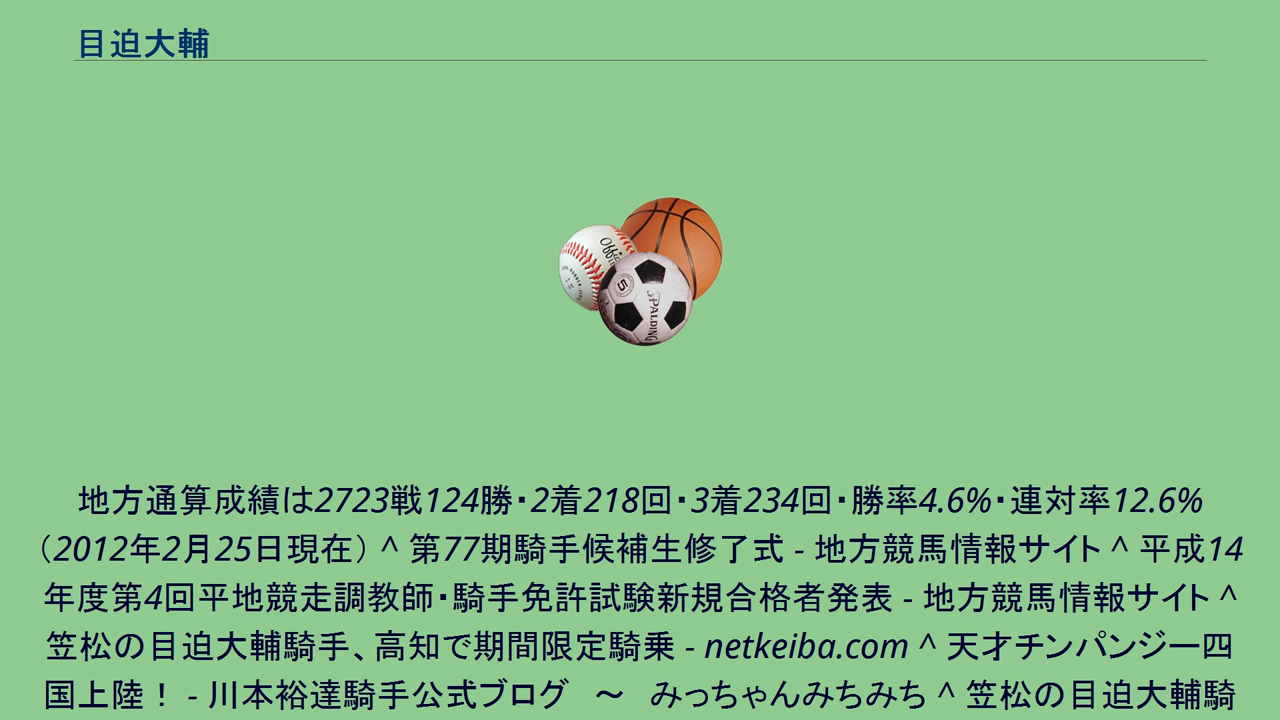 目迫大輔
Offic
5
SPALDING
地方通算成績は2723戦124勝・2着218回・3着234回・勝率4.6%・連対率12.6%
（2012年2月25日現在） ^ 第77期騎手候補生修了式 - 地方競馬情報サイト ^ 平成14
年度第4回平地競走調教師・騎手免許試験新規合格者発表 - 地方競馬情報サイト ^
笠松の目迫大輔騎手、高知で期間限定騎乗 - netkeiba.com ^ 天才チンパンジー四
国上陸！ - 川本裕達騎手公式ブログ　～　みっちゃんみちみち ^ 笠松の目迫大輔騎